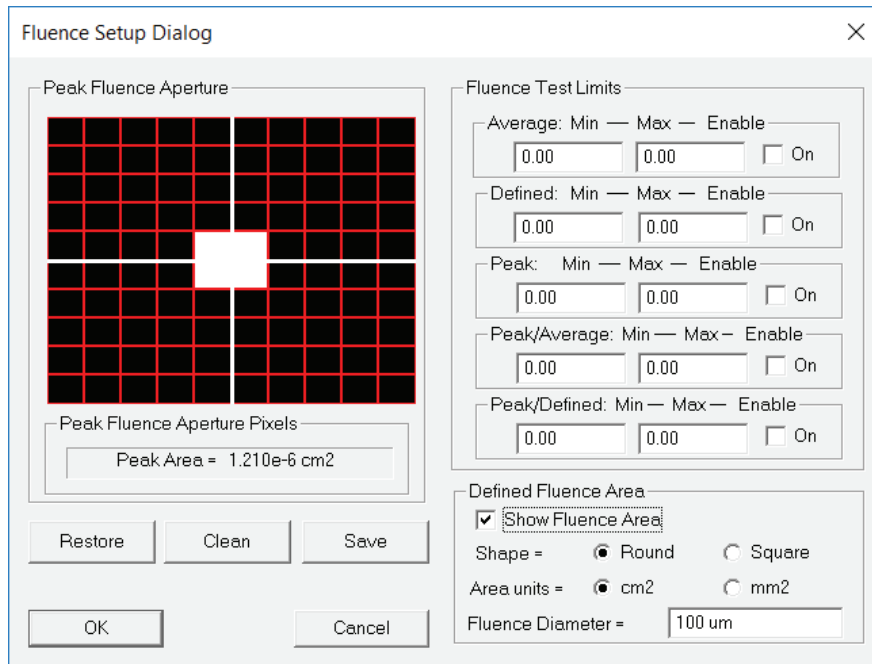 Fluence Setup Dialog
Peak Fluence Aperture
Peak Fluence Aperture Pixels
Peak Area = 1.210e-6 cm2
Restore
Clean
Save
OK
Cancel
Fluence Test Limits
Average: Min — Max — Enable
0.00 0.00 On
Defined: Min — Max — Enable
0.00 0.00 On
Peak: Min — Max — Enable
0.00 0.00 On
Peak/Average: Min — Max – Enable
0.00 0.00 On
Peak/Defined: Min — Max — Enable
0.00 0.00 On
Defined Fluence Area
Show Fluence Area
Shape = Round Square
Area units = cm2 mm2
Fluence Diameter = 100 um